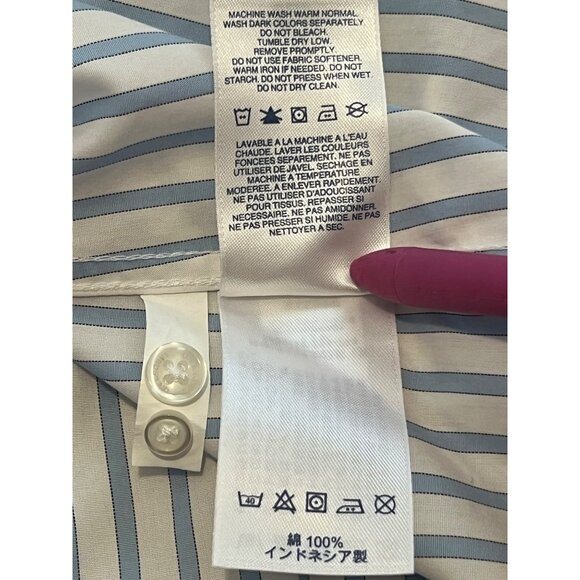 MACHINE WASH WARM NORMAL.
WASH DARK COLORS SEPARATELY
DO NOT BLEACH.
TUMBLE DRY LOW.
REMOVE PROMPTLY.
DO NOT USE FABRIC SOFTENER.
WARM IRON IF NEEDED. DO NOT
STARCH. DO NOT PRESS WHEN WET.
DO NOT DRY CLEAN.
LAVABLE A LA MACHINE A L'EAU
CHAUDE. LAVER LES COULEURS
FONCEES SEPAREMENT. NE PAS
UTILISER DE JAVEL. SECHAGE EN
MACHINE A TEMPERATURE
MODEREE. A ENLEVER RAPIDEMENT.
NE PAS UTILISER D'ADOUCISSANT
POUR TISSUS. REPASSER SI
NECESSAIRE. NE PAS AMIDONNER.
NE PAS PRESSER SI HUMIDE. NE PAS
NETTOYER A SEC.
40
綿 100%
インドネシア製